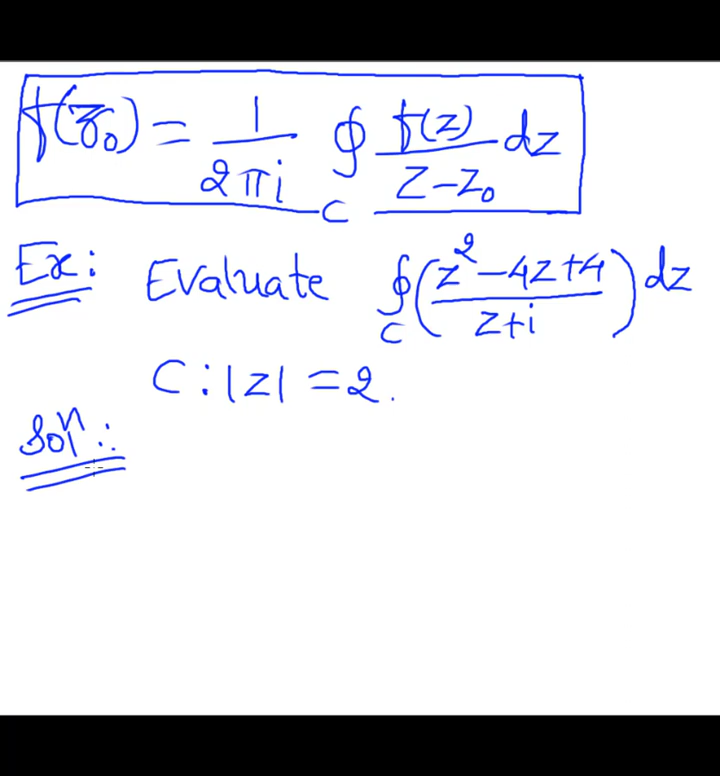 f(z₀) = 1/(2πi) ∮_C f(z)/(z-z₀) dz
Ex: Evaluate ∮_C ((z²-4z+4)/(z+i)) dz
C: |z| = 2.
Solⁿ: